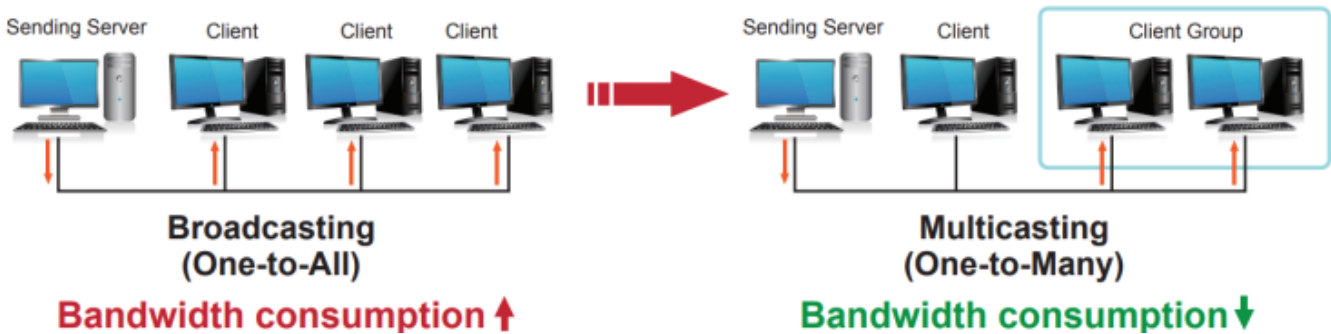 Sending Server Client Client Client
Broadcasting
(One-to-All)
Bandwidth consumption
Sending Server Client Client Group
Multicasting
(One-to-Many)
Bandwidth consumption